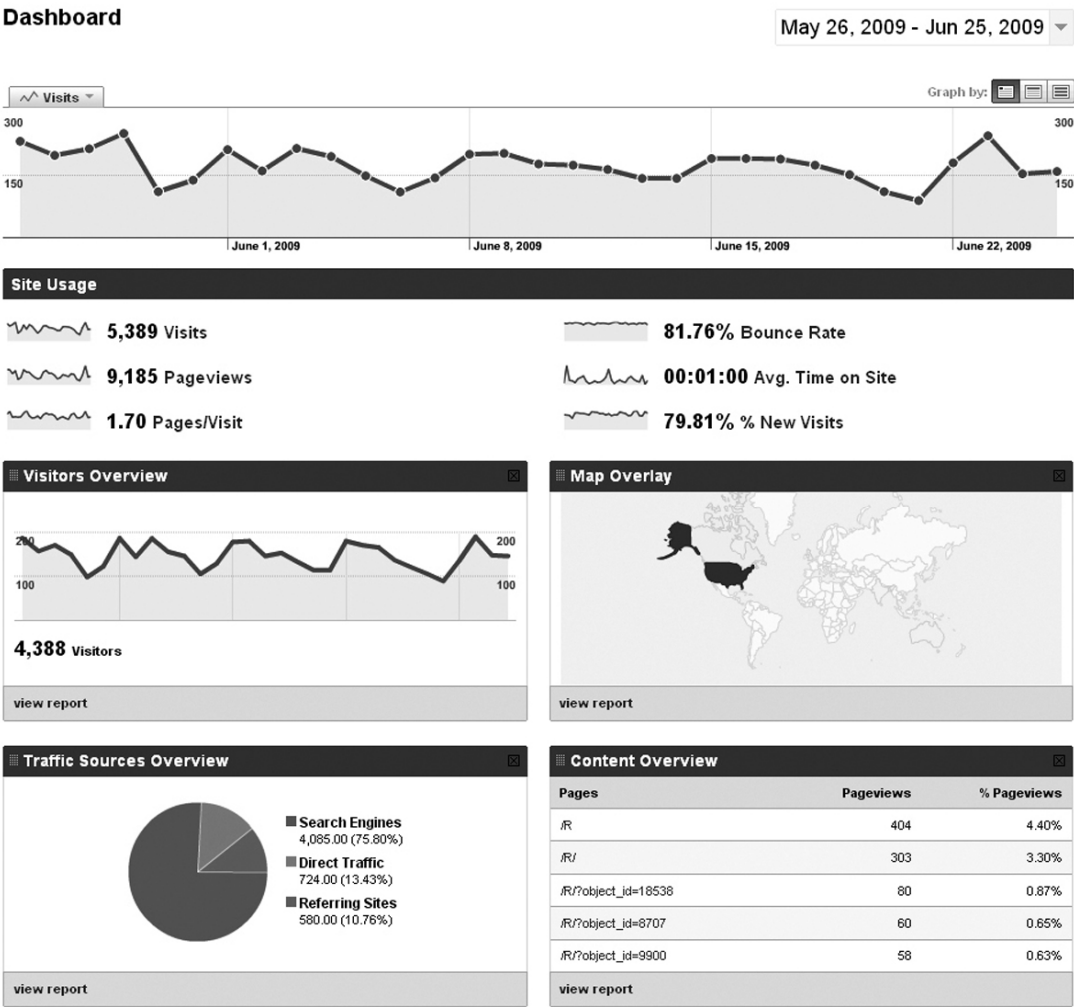 Dashboard
May 26, 2009 - Jun 25, 2009
Visits
Graph by:
300 300
150 150
June 1, 2009 June 8, 2009 June 15, 2009 June 22, 2009
Site Usage
5,389 Visits 81.76% Bounce Rate
9,185 Pageviews 00:01:00 Avg. Time on Site
1.70 Pages/Visit 79.81% % New Visits
Visitors Overview Map Overlay
200 200
100 100
4,388 Visitors
view report view report
Traffic Sources Overview Content Overview
Pages Pageviews % Pageviews
Search Engines
4,085.00 (75.80%)
Direct Traffic
724.00 (13.43%)
Referring Sites
580.00 (10.76%)
/R 404 4.40%
/R/ 303 3.30%
/R/?object_id=18538 80 0.87%
/R/?object_id=8707 60 0.65%
/R/?object_id=9900 58 0.63%
view report view report